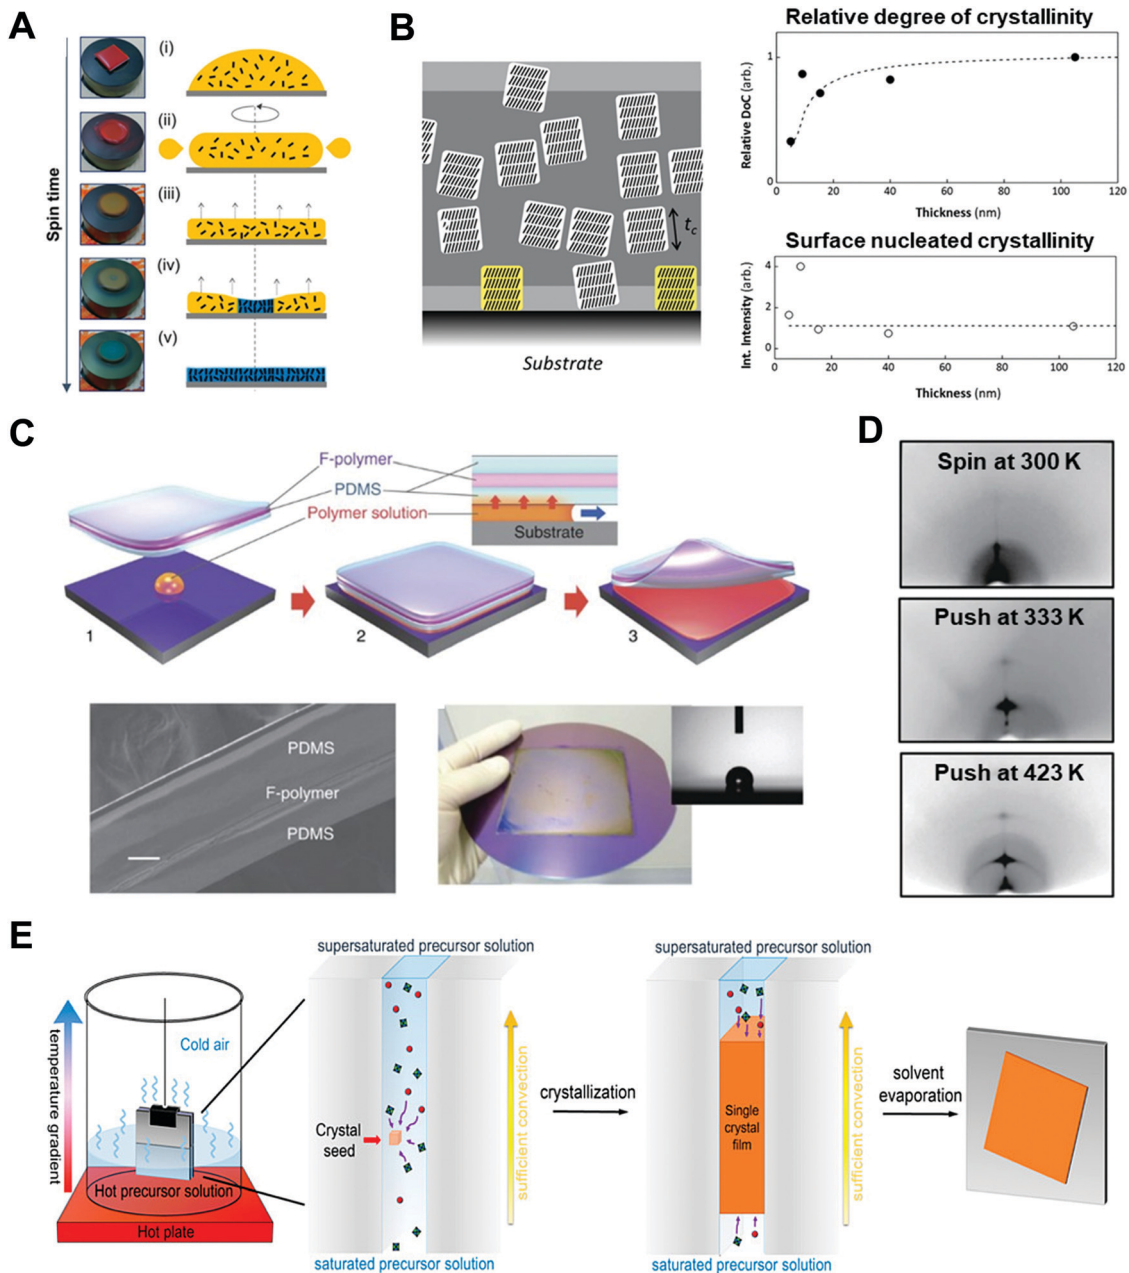 A
Spin time
(i)
(ii)
(iii)
(iv)
(v)
B
t_c
Substrate
Relative degree of crystallinity
Relative DoC (arb.)
1
0
0
20
40
60
80
100
120
Thickness (nm)
Surface nucleated crystallinity
Int. Intensity (arb.)
4
2
0
0
20
40
60
80
100
120
Thickness (nm)
C
F-polymer
PDMS
Polymer solution
Substrate
1
2
3
PDMS
F-polymer
PDMS
D
Spin at 300 K
Push at 333 K
Push at 423 K
E
temperature gradient
Cold air
Hot precursor solution
Hot plate
supersaturated precursor solution
Crystal
seed
sufficient convection
saturated precursor solution
crystallization
supersaturated precursor solution
Single
crystal
film
sufficient convection
saturated precursor solution
solvent
evaporation